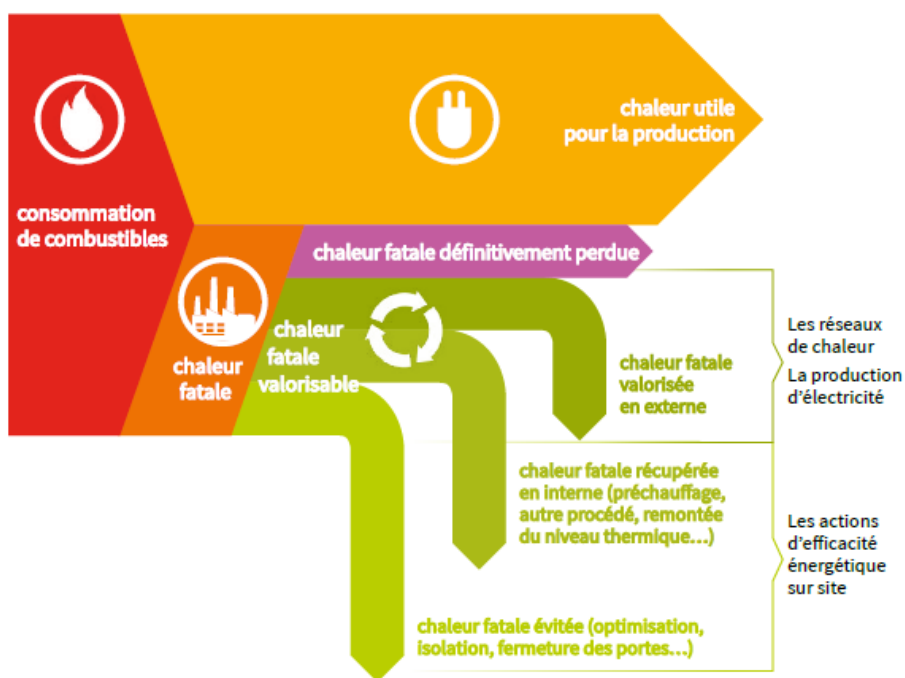 chaleur utile
pour la production
consommation
de combustibles
chaleur fatale définitivement perdue
chaleur
fatale
chaleur
fatale
valorisable
chaleur fatale
valorisée
en externe
Les réseaux
de chaleur
La production
d'électricité
chaleur fatale récupérée
en interne (préchauffage,
autre procédé, remontée
du niveau thermique...)
Les actions
d'efficacité
énergétique
sur site
chaleur fatale évitée (optimisation,
isolation, fermeture des portes...)